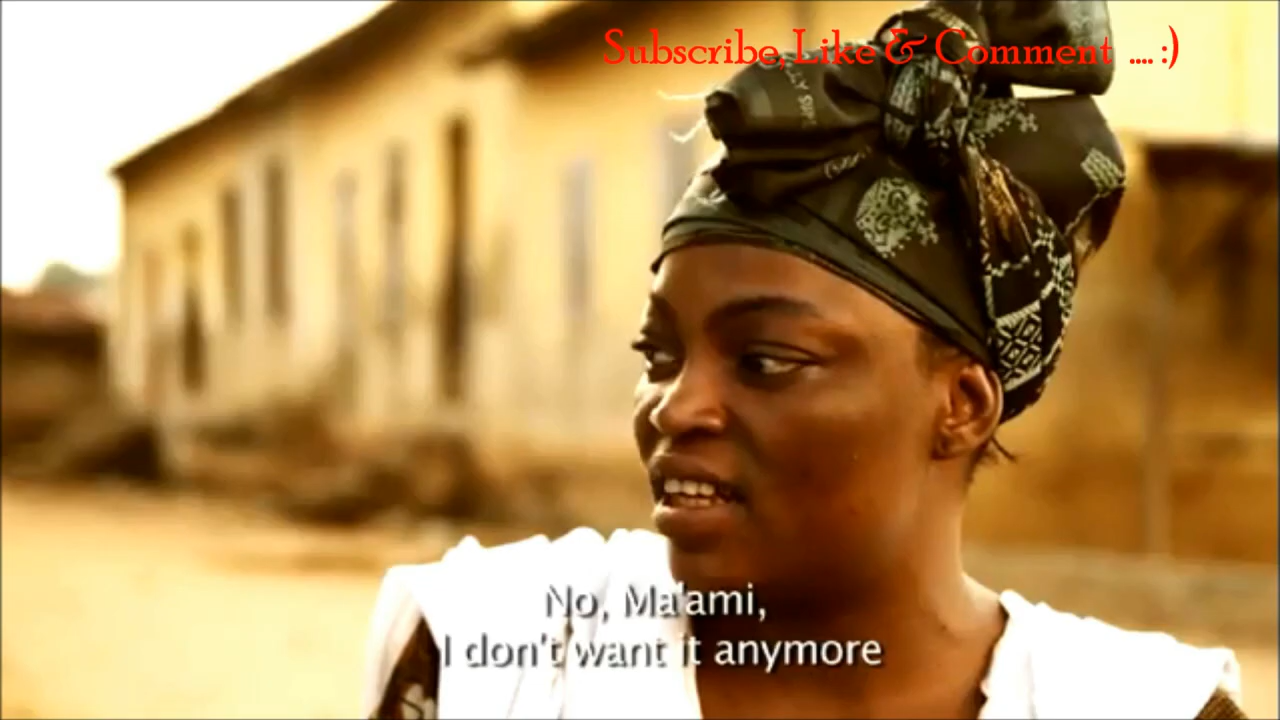 Subscribe, Like & Comment .... :)
No, Ma'ami,
I don't want it anymore